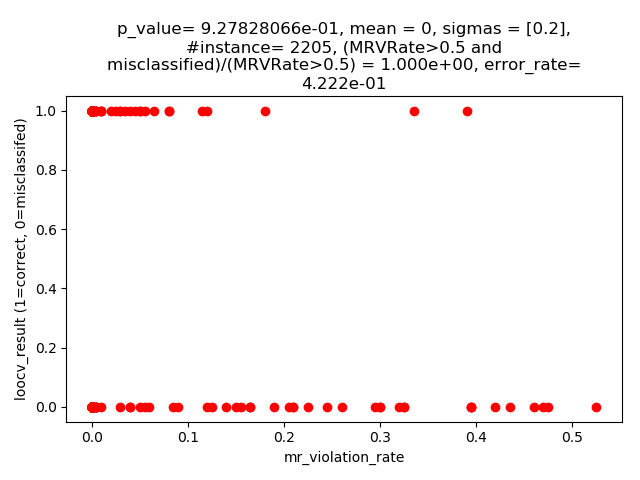 p_value= 9.27828066e-01, mean = 0, sigmas = [0.2],
#instance= 2205, (MRVRate>0.5 and
misclassified)/(MRVRate>0.5) = 1.000e+00, error_rate=
4.222e-01
loocv_result (1=correct, 0=misclassifed)
1.0
0.8
0.6
0.4
0.2
0.0
0.0 0.1 0.2 0.3 0.4 0.5
mr_violation_rate